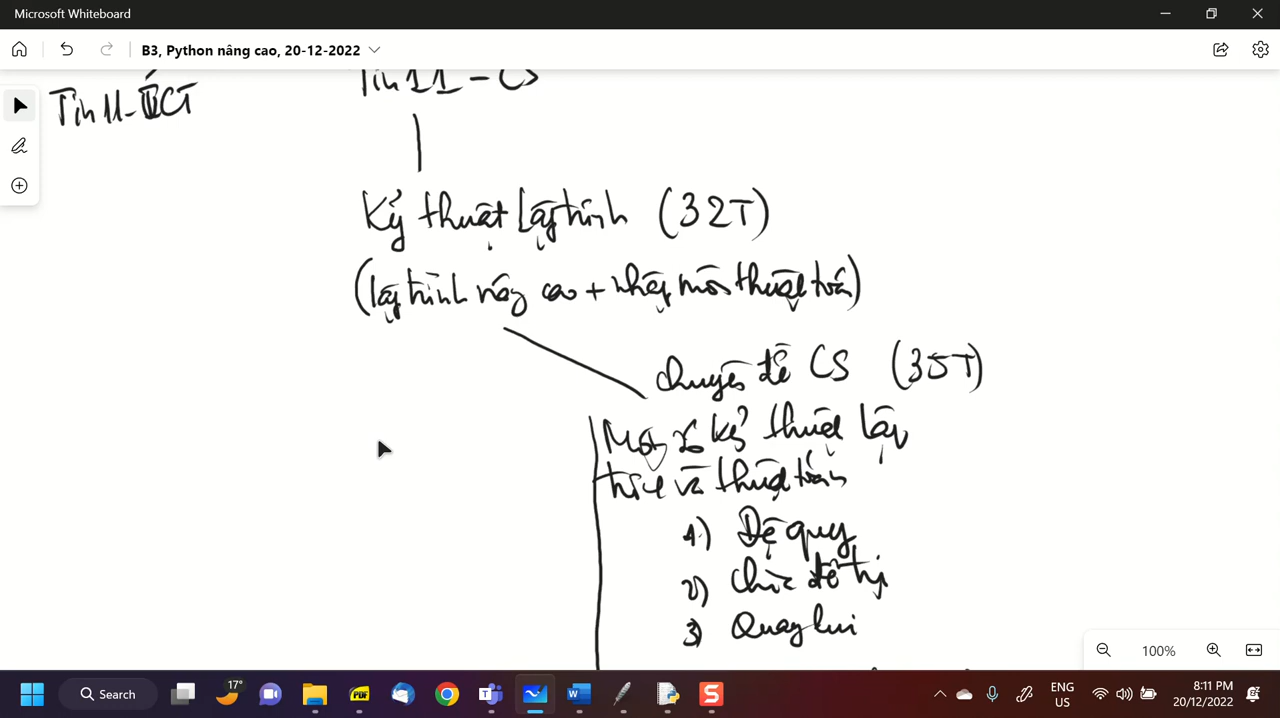 Microsoft Whiteboard
B3, Python nâng cao, 20-12-2022
Tin 11 - CS
Tin 11 - ICT
Kỹ thuật lập trình (32T)
(lập trình nâng cao + nhập môn thuật toán)
Chuyên đề CS (35T)
Một số kỹ thuật lập
trình và thuật toán
1) Đệ quy
2) Chia để trị
3) Quay lui
100%
17°
Search
ENG
US
8:11 PM
20/12/2022